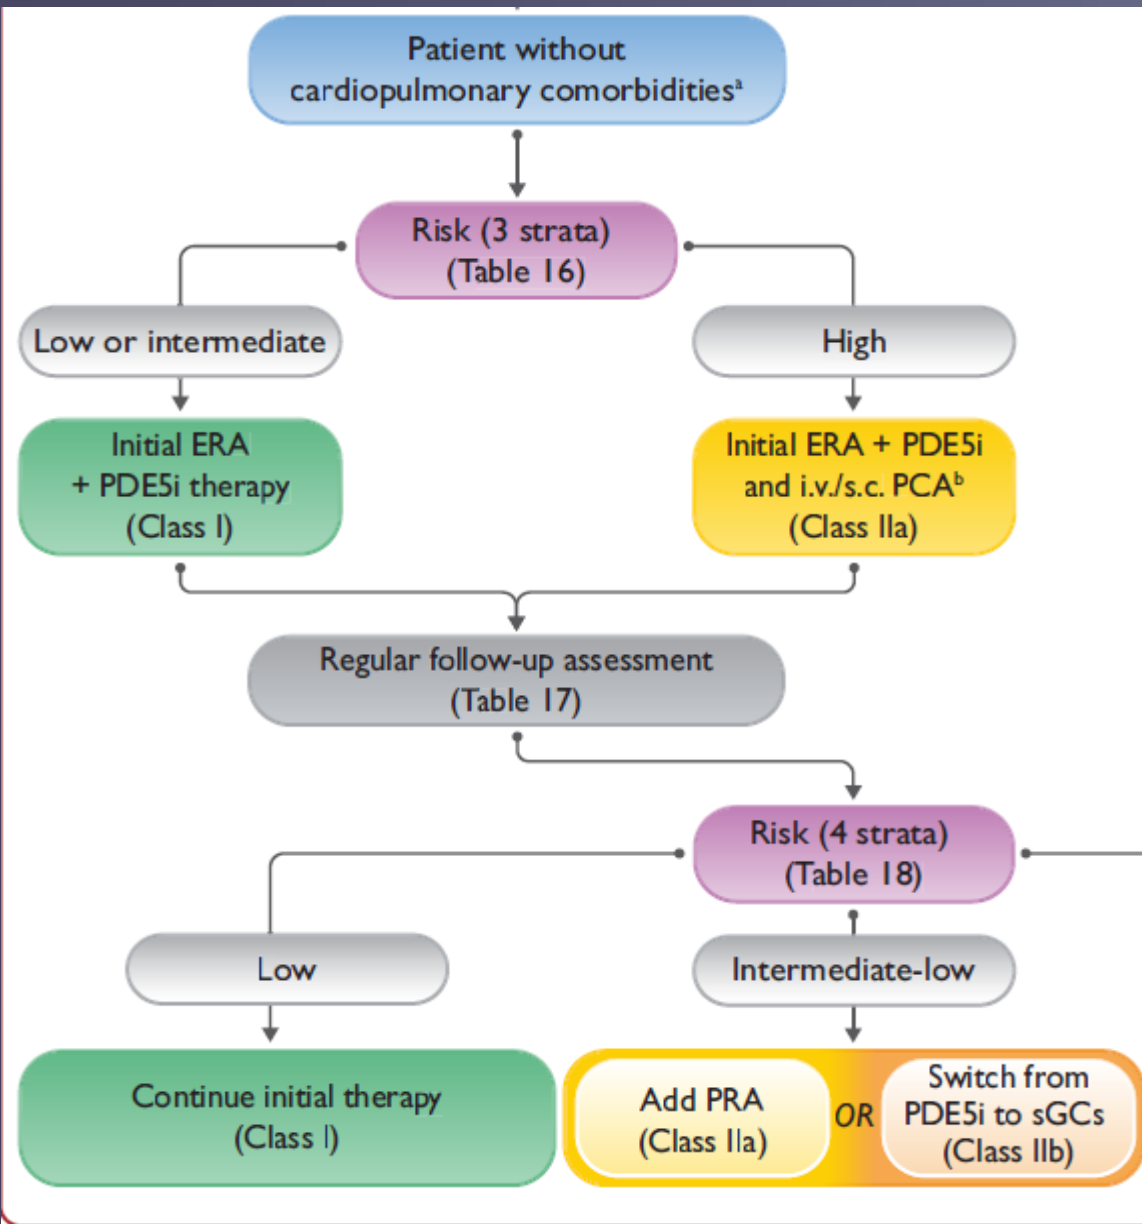 Patient without
cardiopulmonary comorbiditiesᵃ
Risk (3 strata)
(Table 16)
Low or intermediate
High
Initial ERA
+ PDE5i therapy
(Class I)
Initial ERA + PDE5i
and i.v./s.c. PCAᵇ
(Class IIa)
Regular follow-up assessment
(Table 17)
Risk (4 strata)
(Table 18)
Low
Intermediate-low
Continue initial therapy
(Class I)
Add PRA
(Class IIa)
OR
Switch from
PDE5i to sGCs
(Class IIb)